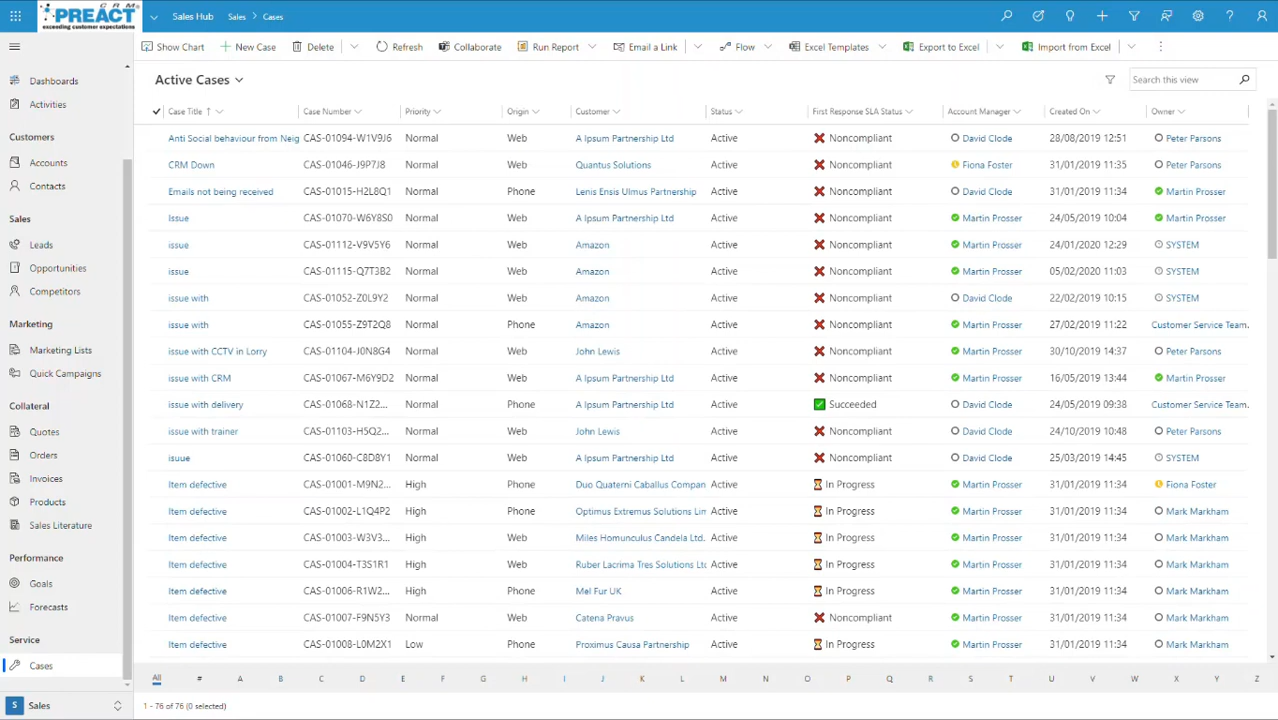 CRM
PREACT
exceeding customer expectations
Sales Hub Sales > Cases
Show Chart New Case Delete Refresh Collaborate Run Report Email a Link Flow Excel Templates Export to Excel Import from Excel
Dashboards
Activities
Customers
Accounts
Contacts
Sales
Leads
Opportunities
Competitors
Marketing
Marketing Lists
Quick Campaigns
Collateral
Quotes
Orders
Invoices
Products
Sales Literature
Performance
Goals
Forecasts
Service
Cases
S Sales
Active Cases Search this view
Case Title Case Number Priority Origin Customer Status First Response SLA Status Account Manager Created On Owner
Anti Social behaviour from Neig CAS-01094-W1V9J6 Normal Web A Ipsum Partnership Ltd Active Noncompliant David Clode 28/08/2019 12:51 Peter Parsons
CRM Down CAS-01046-J9P7J8 Normal Web Quantus Solutions Active Noncompliant Fiona Foster 31/01/2019 11:35 Peter Parsons
Emails not being received CAS-01015-H2L8Q1 Normal Phone Lenis Ensis Ulmus Partnership Active Noncompliant David Clode 31/01/2019 11:34 Martin Prosser
Issue CAS-01070-W6Y8S0 Normal Web A Ipsum Partnership Ltd Active Noncompliant Martin Prosser 24/05/2019 10:04 Martin Prosser
issue CAS-01112-V9V5Y6 Normal Web Amazon Active Noncompliant Martin Prosser 24/01/2020 12:29 SYSTEM
issue CAS-01115-Q7T3B2 Normal Web Amazon Active Noncompliant Martin Prosser 05/02/2020 11:03 SYSTEM
issue with CAS-01052-Z0L9Y2 Normal Web Amazon Active Noncompliant David Clode 22/02/2019 10:15 SYSTEM
issue with CAS-01055-Z9T2Q8 Normal Phone Amazon Active Noncompliant Martin Prosser 27/02/2019 11:22 Customer Service Team.
issue with CCTV in Lorry CAS-01104-J0N8G4 Normal Web John Lewis Active Noncompliant Martin Prosser 30/10/2019 14:37 Peter Parsons
issue with CRM CAS-01067-M6Y9D2 Normal Web A Ipsum Partnership Ltd Active Noncompliant Martin Prosser 16/05/2019 13:44 Martin Prosser
issue with delivery CAS-01068-N1Z2... Normal Phone A Ipsum Partnership Ltd Active Succeeded David Clode 24/05/2019 09:38 Customer Service Team.
issue with trainer CAS-01103-H5Q2... Normal Web John Lewis Active Noncompliant David Clode 24/10/2019 10:48 Peter Parsons
isuue CAS-01060-C8D8Y1 Normal Web A Ipsum Partnership Ltd Active Noncompliant David Clode 25/03/2019 14:45 SYSTEM
Item defective CAS-01001-M9N2... High Phone Duo Quaterni Caballus Compan Active In Progress Martin Prosser 31/01/2019 11:34 Fiona Foster
Item defective CAS-01002-L1Q4P2 High Phone Optimus Extremus Solutions Lim Active In Progress Martin Prosser 31/01/2019 11:34 Mark Markham
Item defective CAS-01003-W3V3... High Web Miles Homunculus Candela Ltd. Active In Progress Martin Prosser 31/01/2019 11:34 Mark Markham
Item defective CAS-01004-T3S1R1 High Web Ruber Lacrima Tres Solutions Ltd Active In Progress Martin Prosser 31/01/2019 11:34 Mark Markham
Item defective CAS-01006-R1W2... High Phone Mel Fur UK Active In Progress Martin Prosser 31/01/2019 11:34 Mark Markham
Item defective CAS-01007-F9N5Y3 Normal Web Catena Pravus Active Noncompliant Martin Prosser 31/01/2019 11:34 Mark Markham
Item defective CAS-01008-L0M2X1 Low Phone Proximus Causa Partnership Active In Progress Martin Prosser 31/01/2019 11:34 Mark Markham
All # A B C D E F G H I J K L M N O P Q R S T U V W X Y Z
1 - 76 of 76 (0 selected)